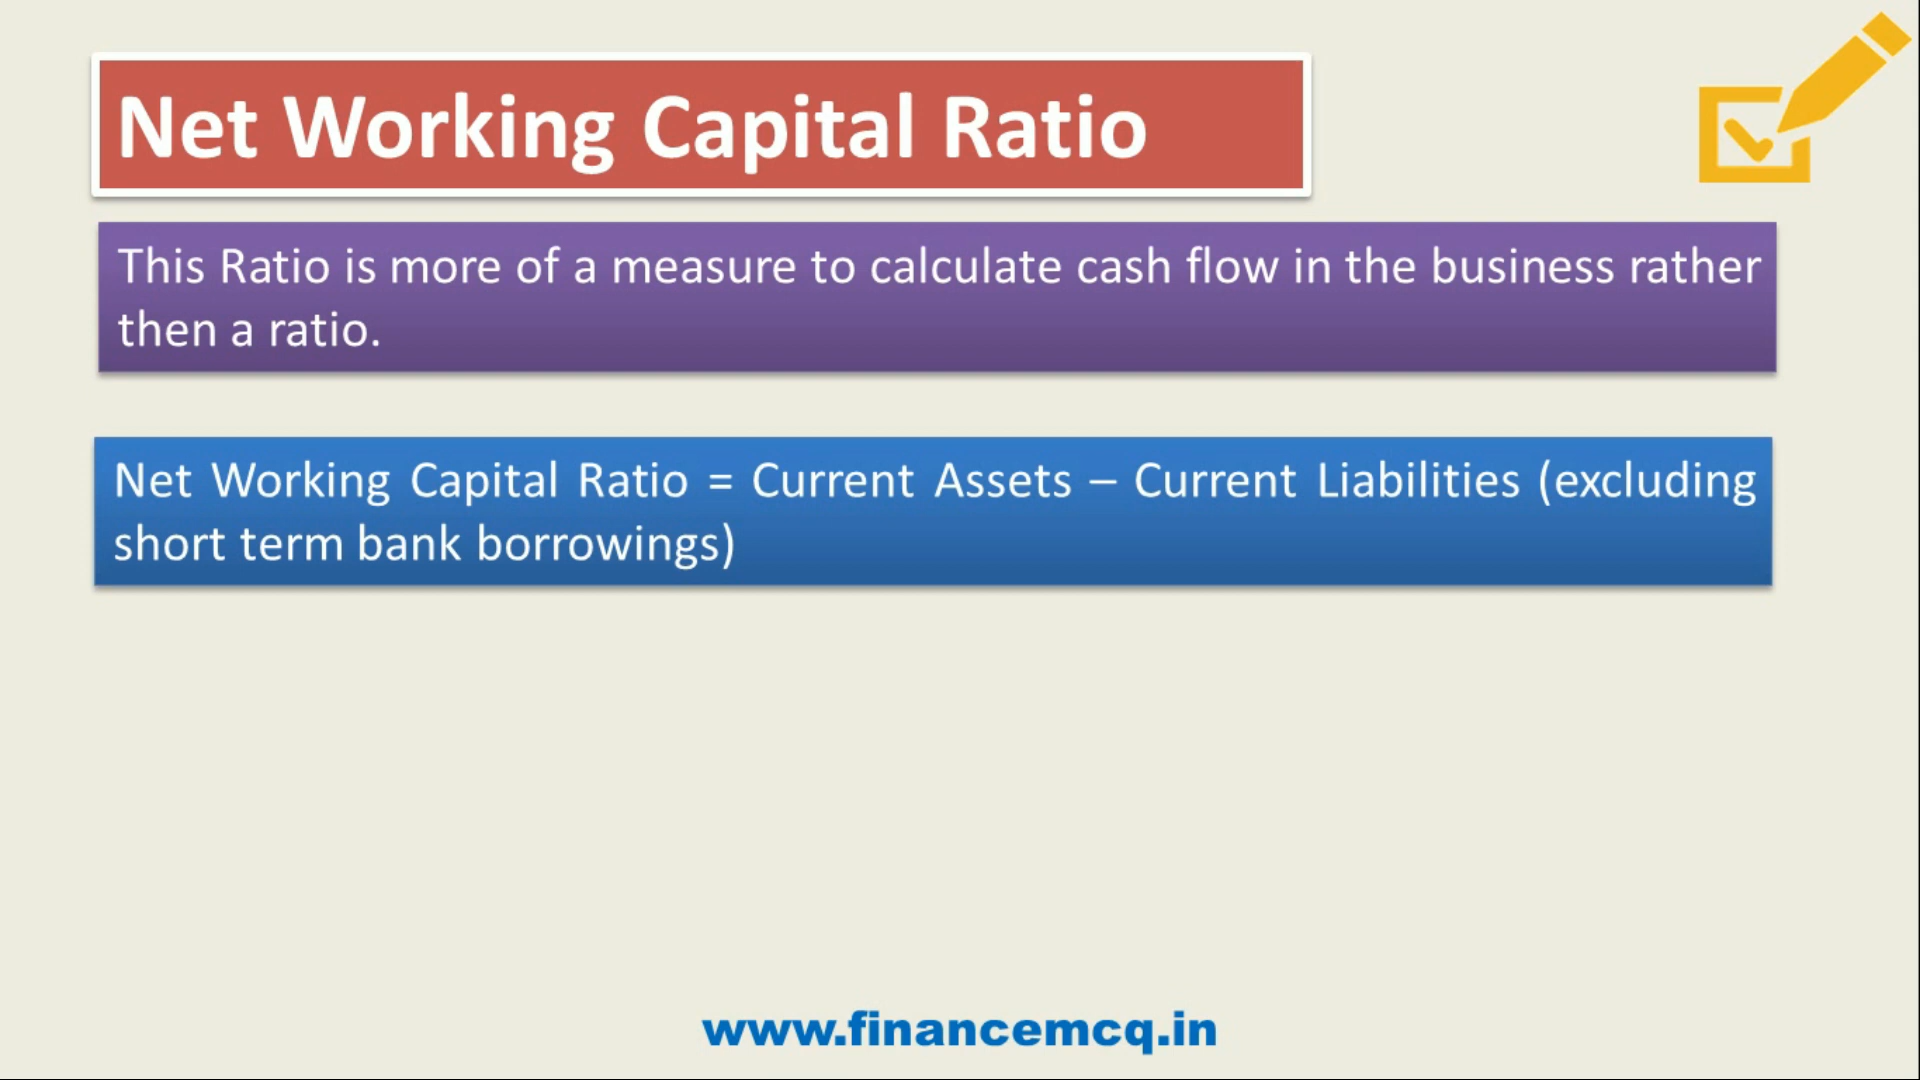 Net Working Capital Ratio
This Ratio is more of a measure to calculate cash flow in the business rather
then a ratio.
Net Working Capital Ratio = Current Assets – Current Liabilities (excluding
short term bank borrowings)
www.financemcq.in